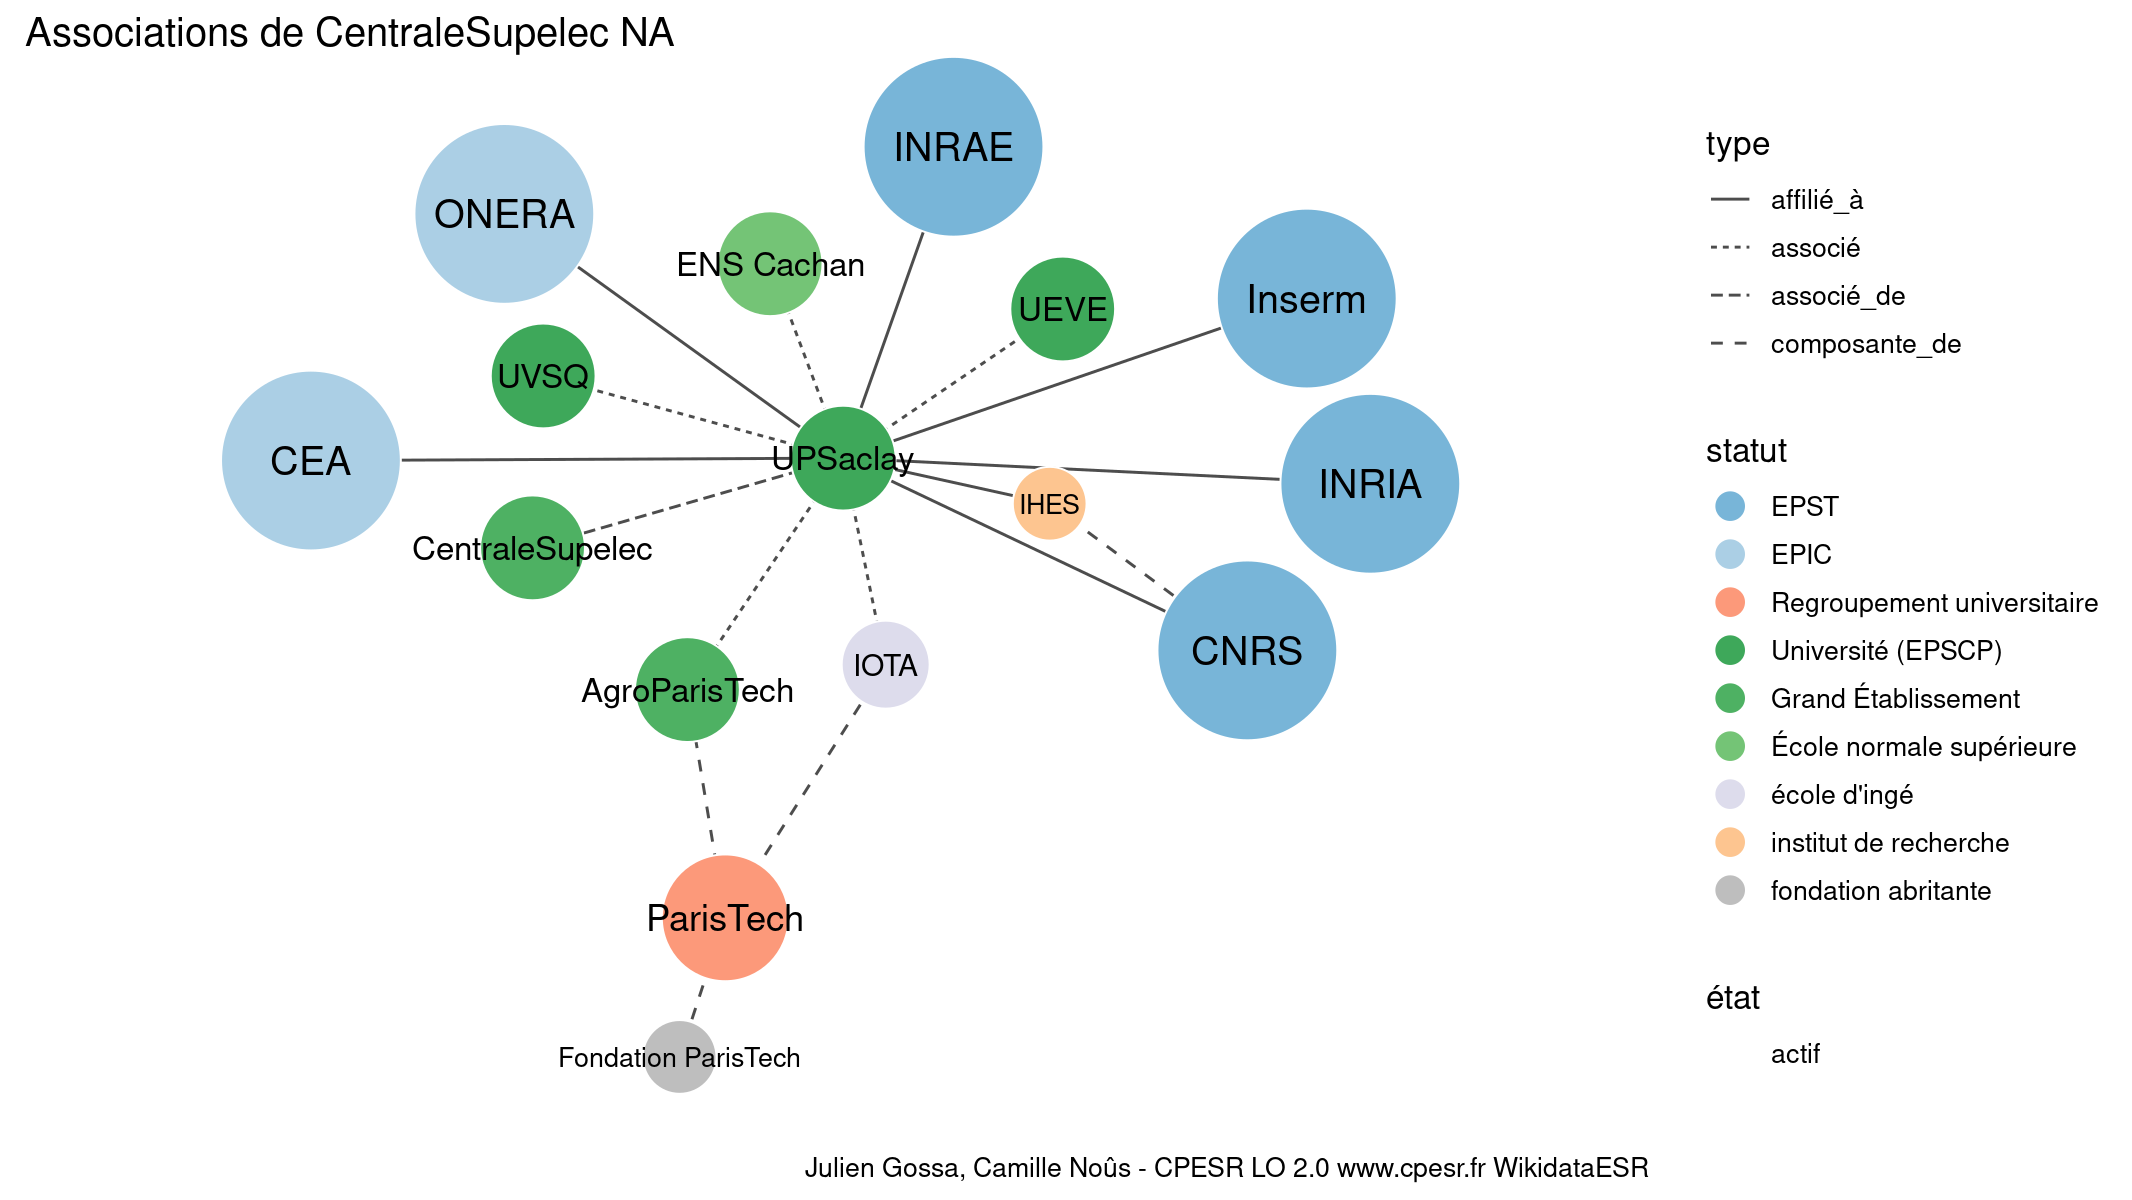 Associations de CentraleSupelec NA
INRAE
ONERA
ENS Cachan
UEVE
Inserm
UVSQ
UPSaclay
CEA
INRIA
IHES
CentraleSupelec
CNRS
IOTA
AgroParisTech
ParisTech
Fondation ParisTech
type
affilié_à
associé
associé_de
composante_de
statut
EPST
EPIC
Regroupement universitaire
Université (EPSCP)
Grand Établissement
École normale supérieure
école d'ingé
institut de recherche
fondation abritante
état
actif
Julien Gossa, Camille Noûs - CPESR LO 2.0 www.cpesr.fr WikidataESR